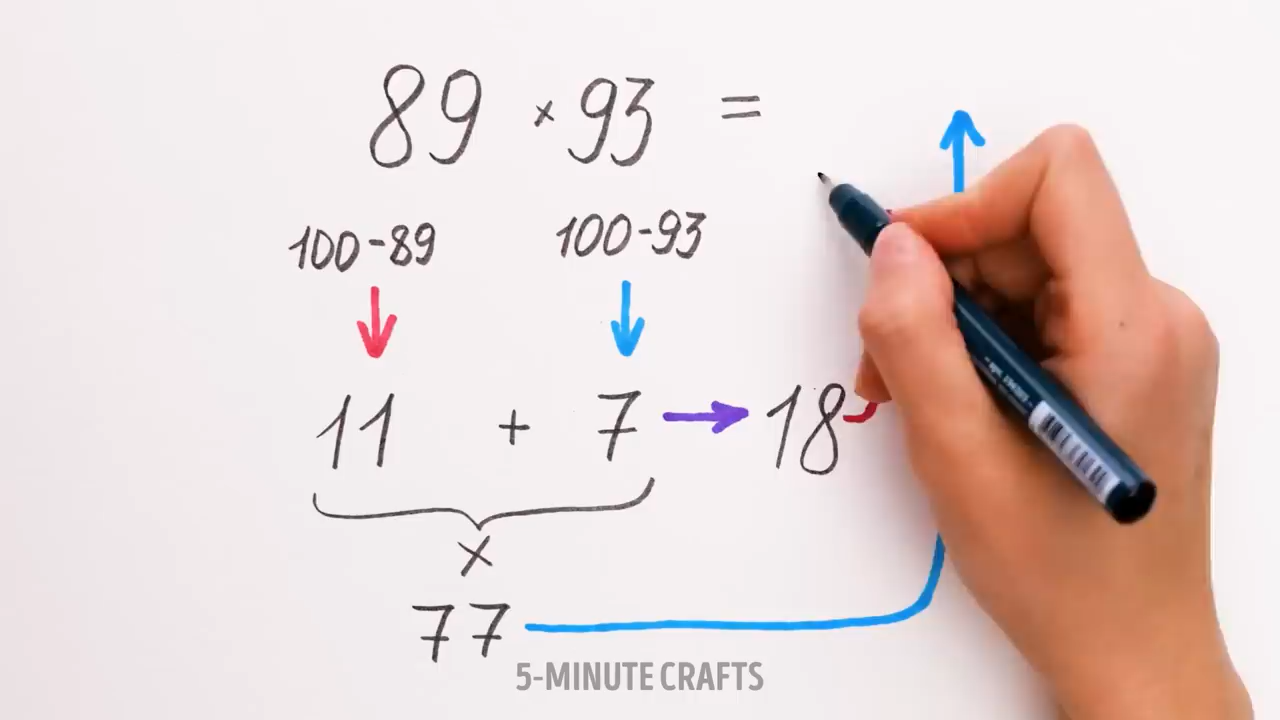 89 × 93 =
100-89 100-93
11 + 7 18
×
77
5-MINUTE CRAFTS